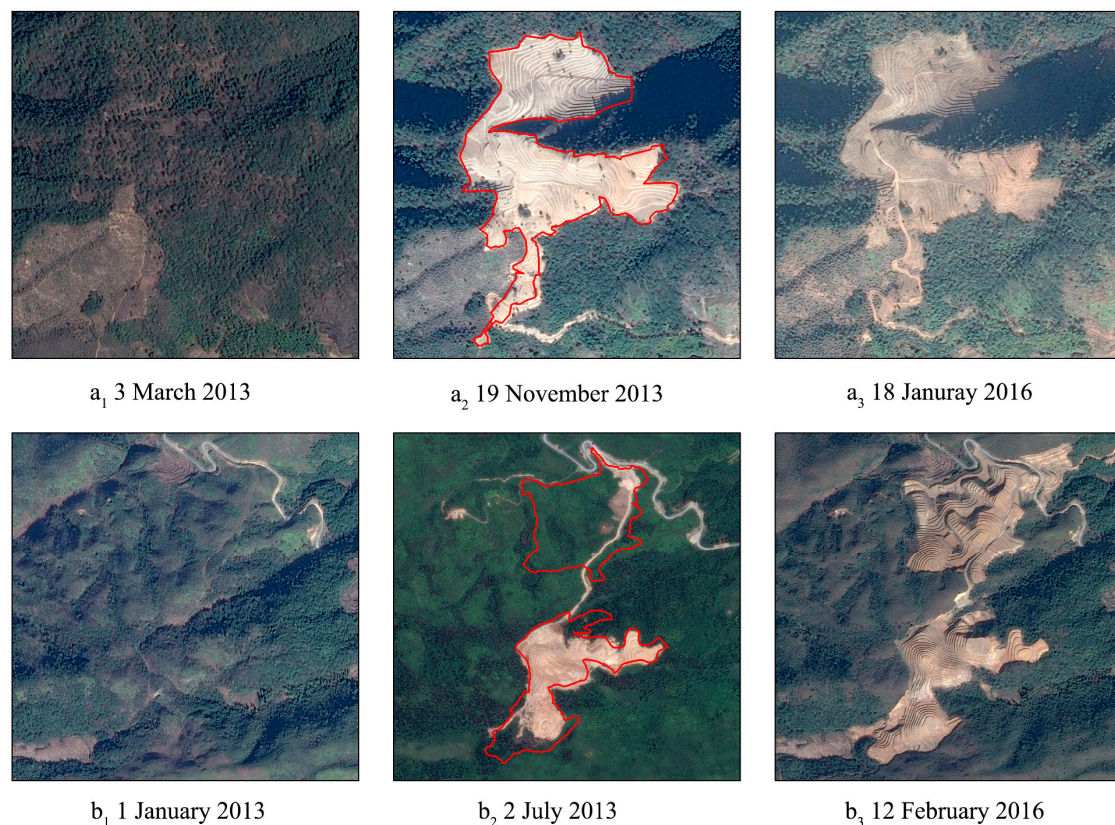 a₁ 3 March 2013
a₂ 19 November 2013
a₃ 18 Januray 2016
b₁ 1 January 2013
b₂ 2 July 2013
b₃ 12 February 2016